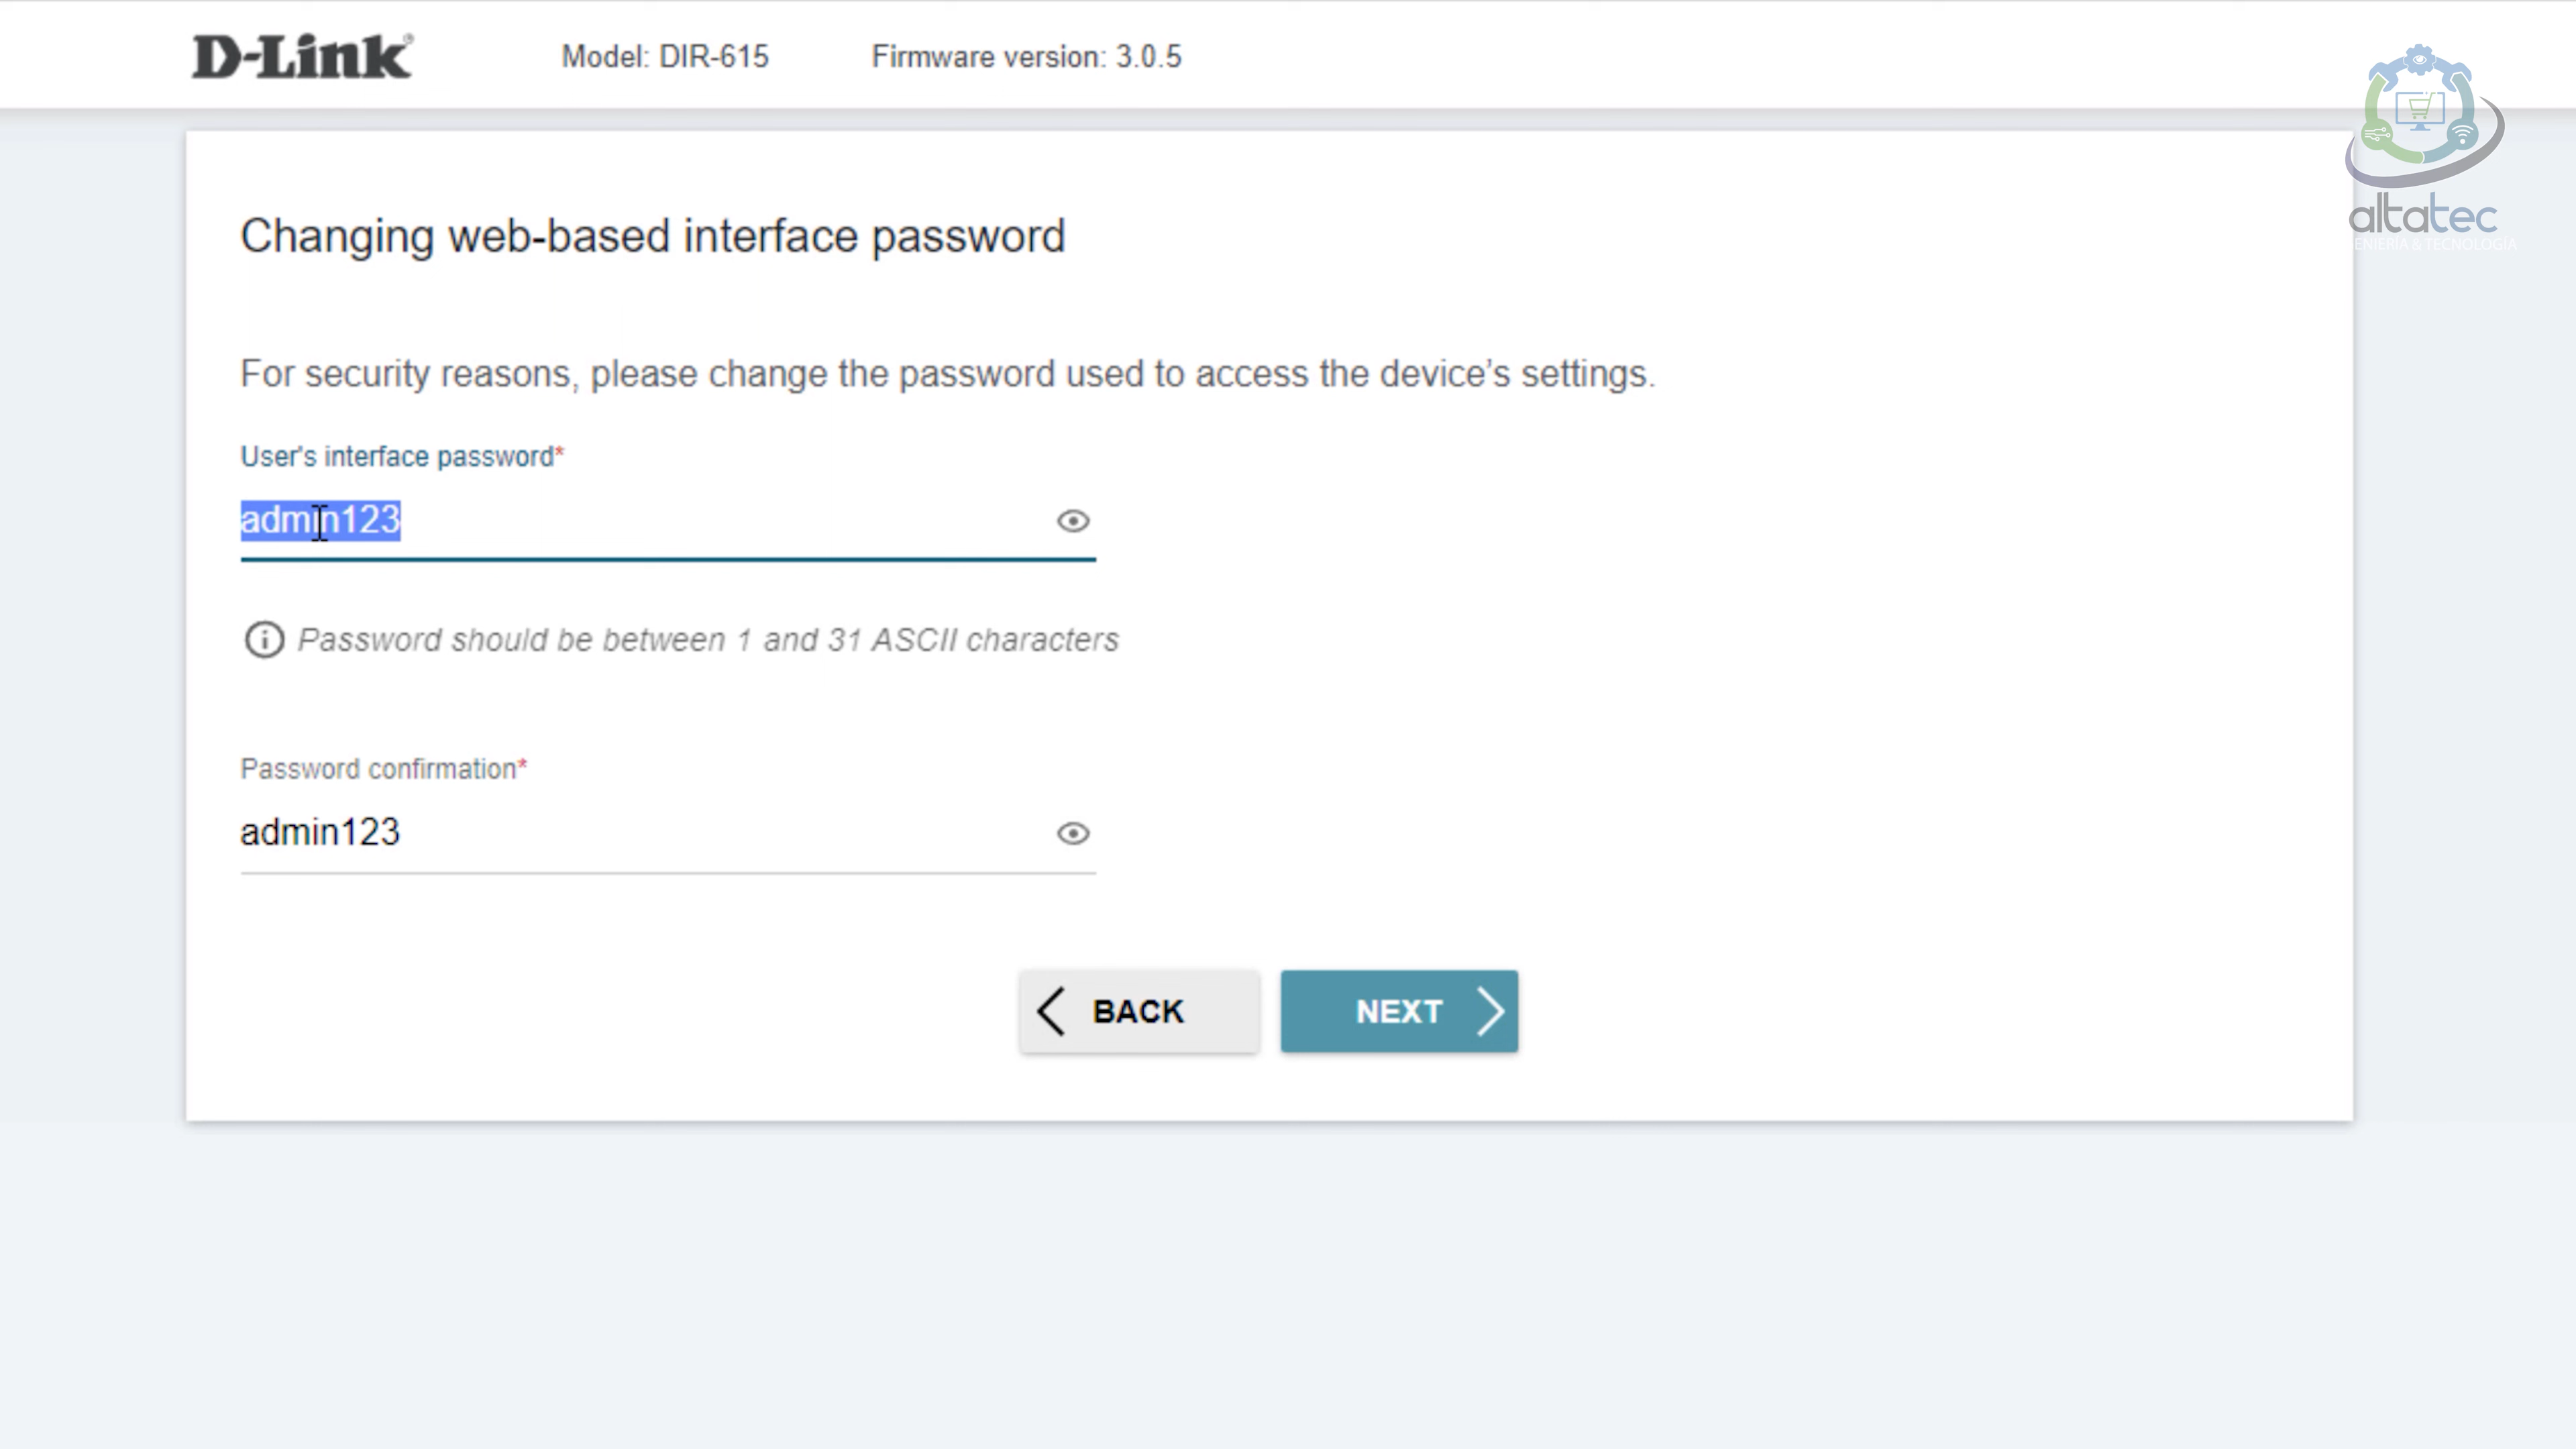 D-Link
Model: DIR-615
Firmware version: 3.0.5
altatec
ENIERÍA & TECNOLOGÍA
Changing web-based interface password
For security reasons, please change the password used to access the device’s settings.
User's interface password*
admin123
Password should be between 1 and 31 ASCII characters
Password confirmation*
admin123
BACK
NEXT